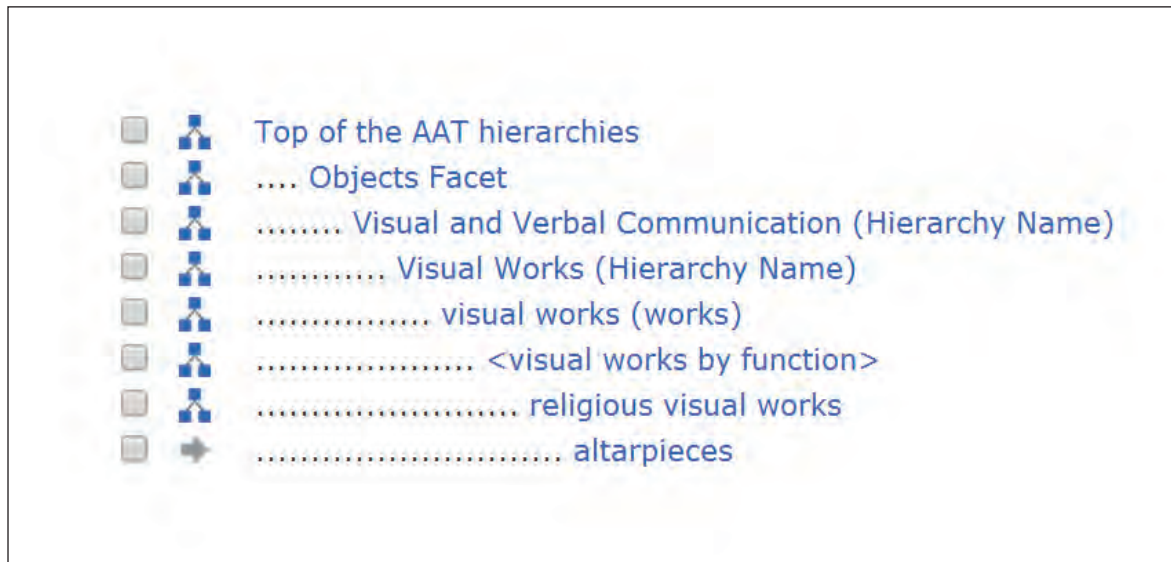 Top of the AAT hierarchies
.... Objects Facet
........ Visual and Verbal Communication (Hierarchy Name)
............ Visual Works (Hierarchy Name)
................ visual works (works)
.................... <visual works by function>
........................ religious visual works
............................ altarpieces